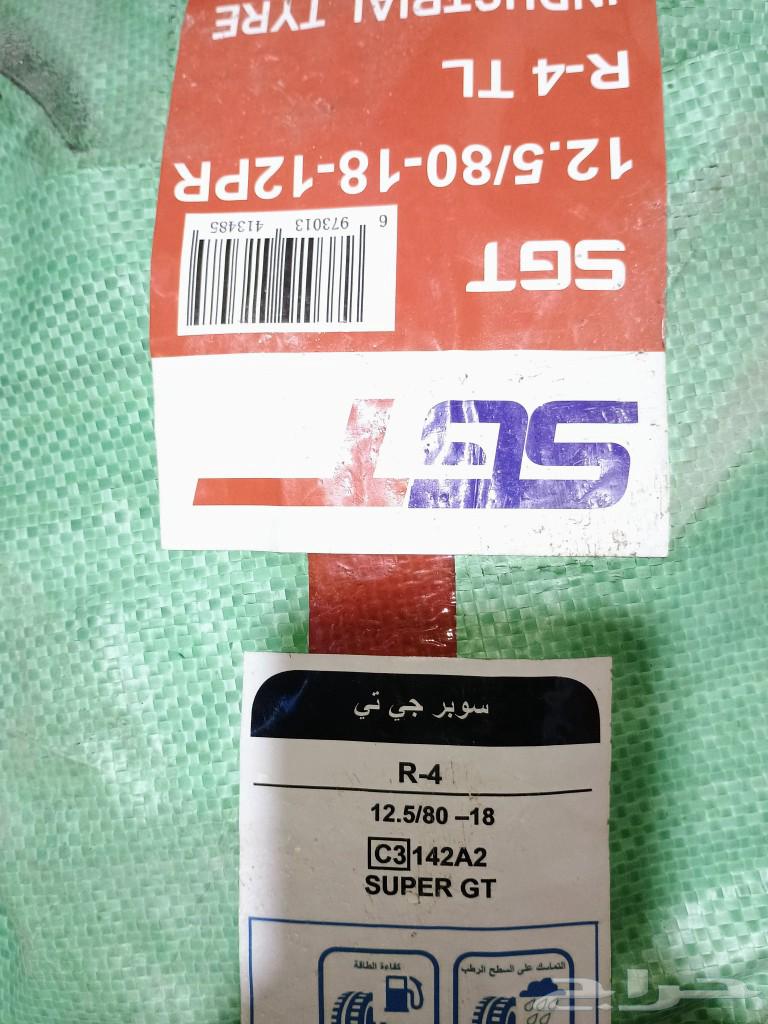 INDUSTRIAL TYRE
R-4 TL
12.5/80-18-12PR
6 973013 413485
SGT
SGT
سوبر جي تي
R-4
12.5/80 –18
C3 142A2
SUPER GT
كفاءة الطاقة
التماسك على السطح الرطب
حراج